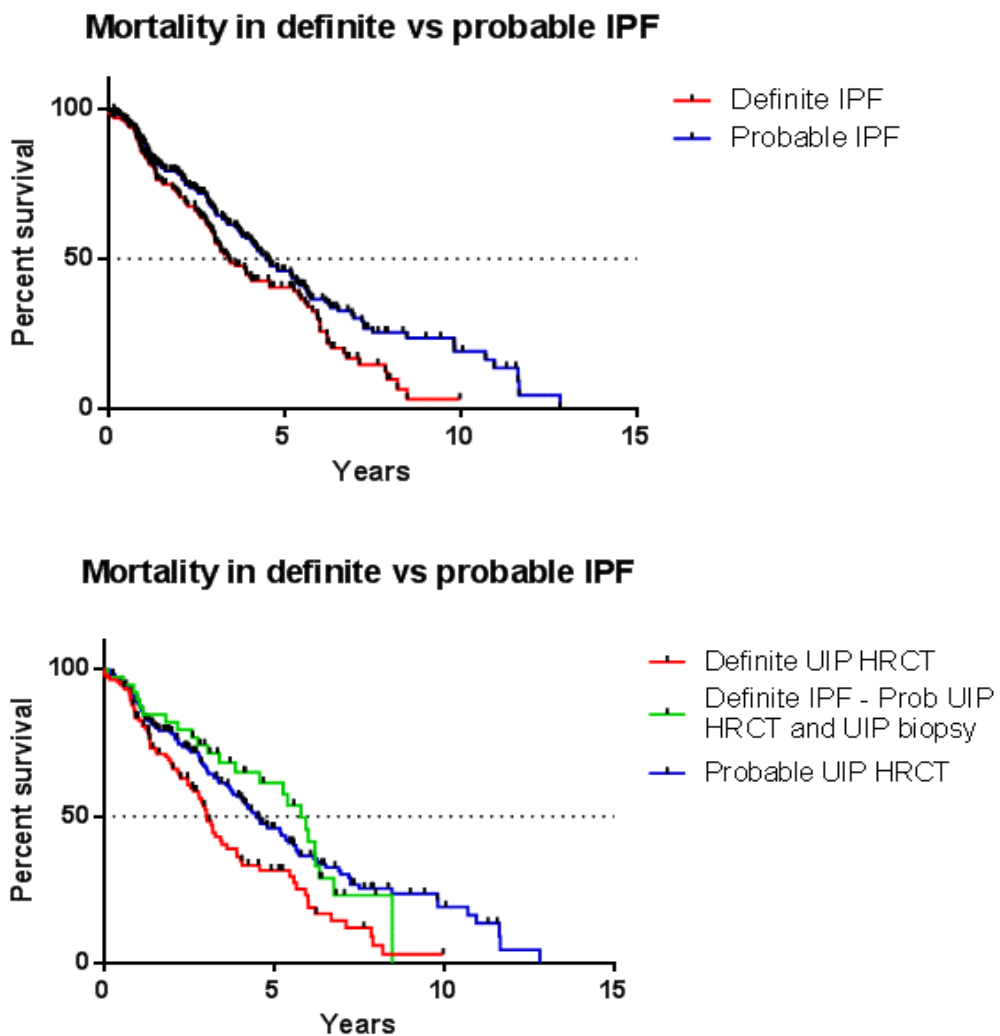 Mortality in definite vs probable IPF
Definite IPF
Probable IPF
Percent survival
100
50
0
0 5 10 15
Years
Mortality in definite vs probable IPF
Definite UIP HRCT
Definite IPF - Prob UIP
HRCT and UIP biopsy
Probable UIP HRCT
Percent survival
100
50
0
0 5 10 15
Years